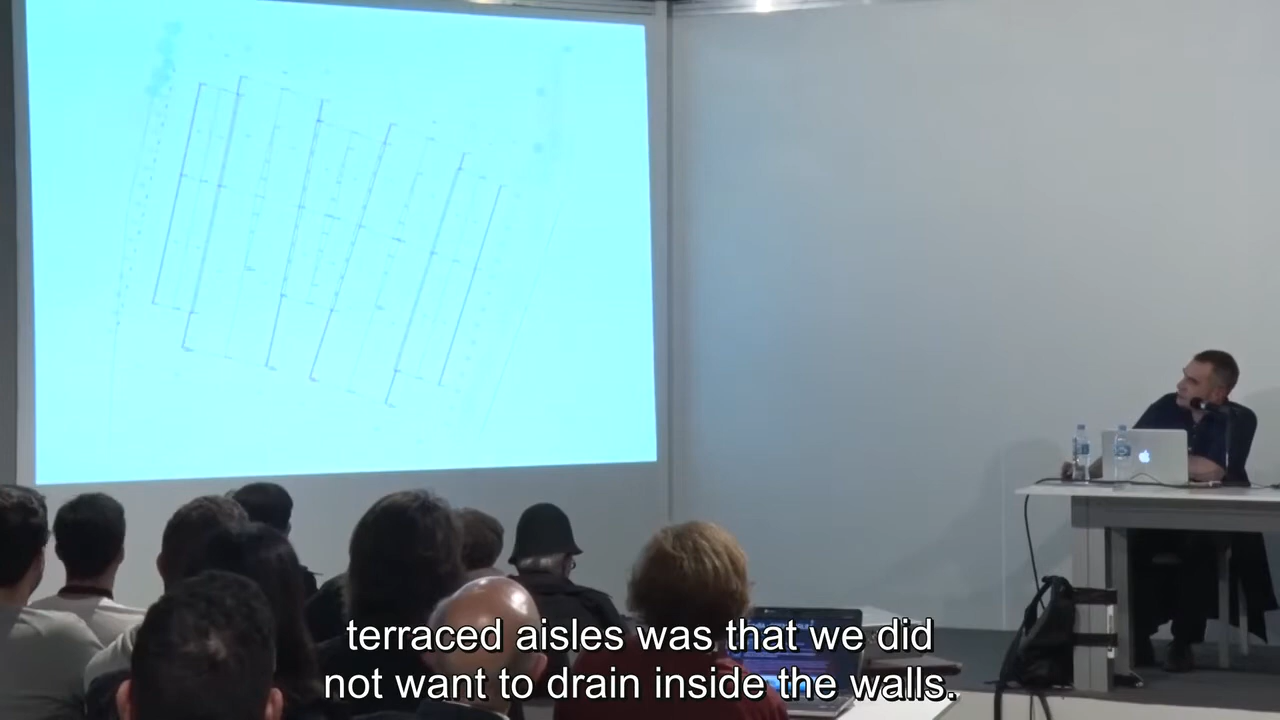 terraced aisles was that we did
not want to drain inside the walls.